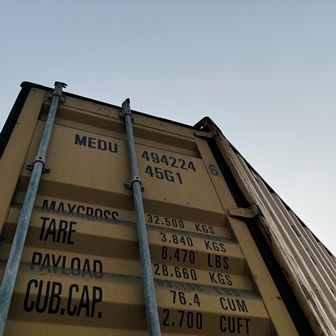 MEDU 494224 6
45G1
MAXGROSS 32.500 KGS
TARE 3.840 KGS
8.470 LBS
PAYLOAD 28.660 KGS
CUB.CAP. 76.4 CUM
2.700 CUFT